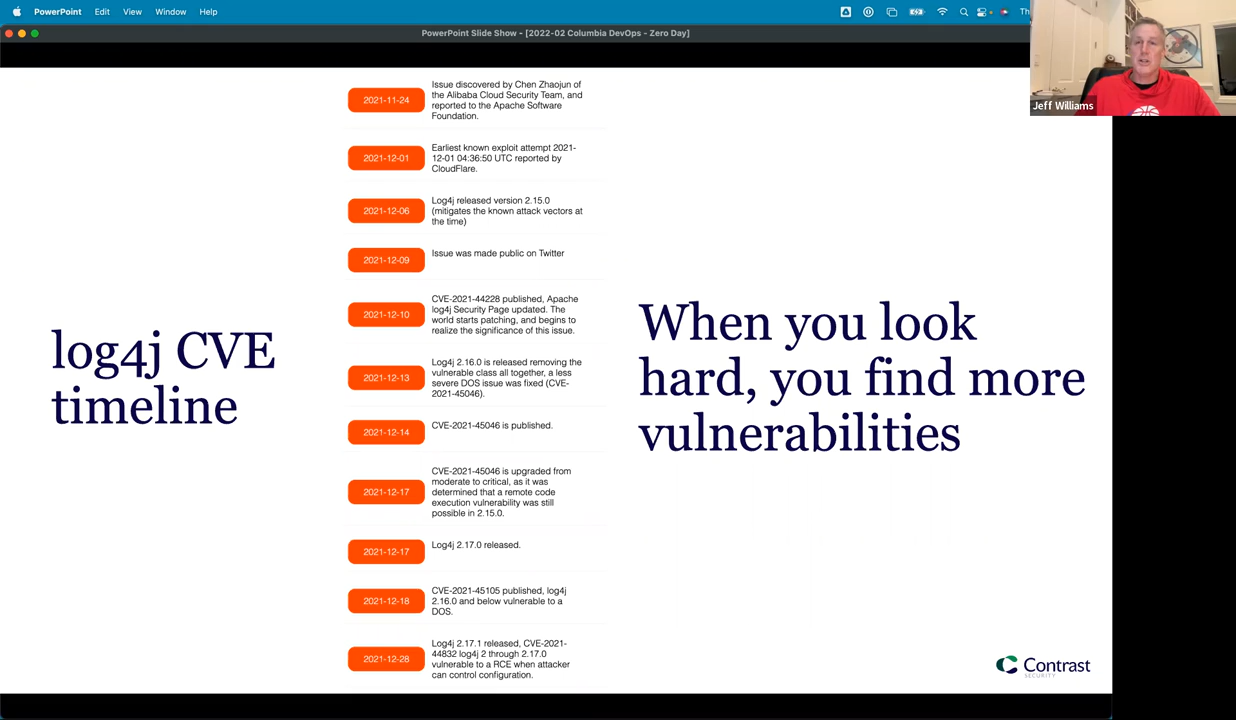 PowerPoint Edit View Window Help
Th
PowerPoint Slide Show - [2022-02 Columbia DevOps - Zero Day]
Jeff Williams
log4j CVE
timeline
2021-11-24
Issue discovered by Chen Zhaojun of
the Alibaba Cloud Security Team, and
reported to the Apache Software
Foundation.
2021-12-01
Earliest known exploit attempt 2021-
12-01 04:36:50 UTC reported by
CloudFlare.
2021-12-06
Log4j released version 2.15.0
(mitigates the known attack vectors at
the time)
2021-12-09
Issue was made public on Twitter
2021-12-10
CVE-2021-44228 published, Apache
log4j Security Page updated. The
world starts patching, and begins to
realize the significance of this issue.
2021-12-13
Log4j 2.16.0 is released removing the
vulnerable class all together, a less
severe DOS issue was fixed (CVE-
2021-45046).
2021-12-14
CVE-2021-45046 is published.
2021-12-17
CVE-2021-45046 is upgraded from
moderate to critical, as it was
determined that a remote code
execution vulnerability was still
possible in 2.15.0.
2021-12-17
Log4j 2.17.0 released.
2021-12-18
CVE-2021-45105 published, log4j
2.16.0 and below vulnerable to a
DOS.
2021-12-28
Log4j 2.17.1 released, CVE-2021-
44832 log4j 2 through 2.17.0
vulnerable to a RCE when attacker
can control configuration.
When you look
hard, you find more
vulnerabilities
Contrast
SECURITY